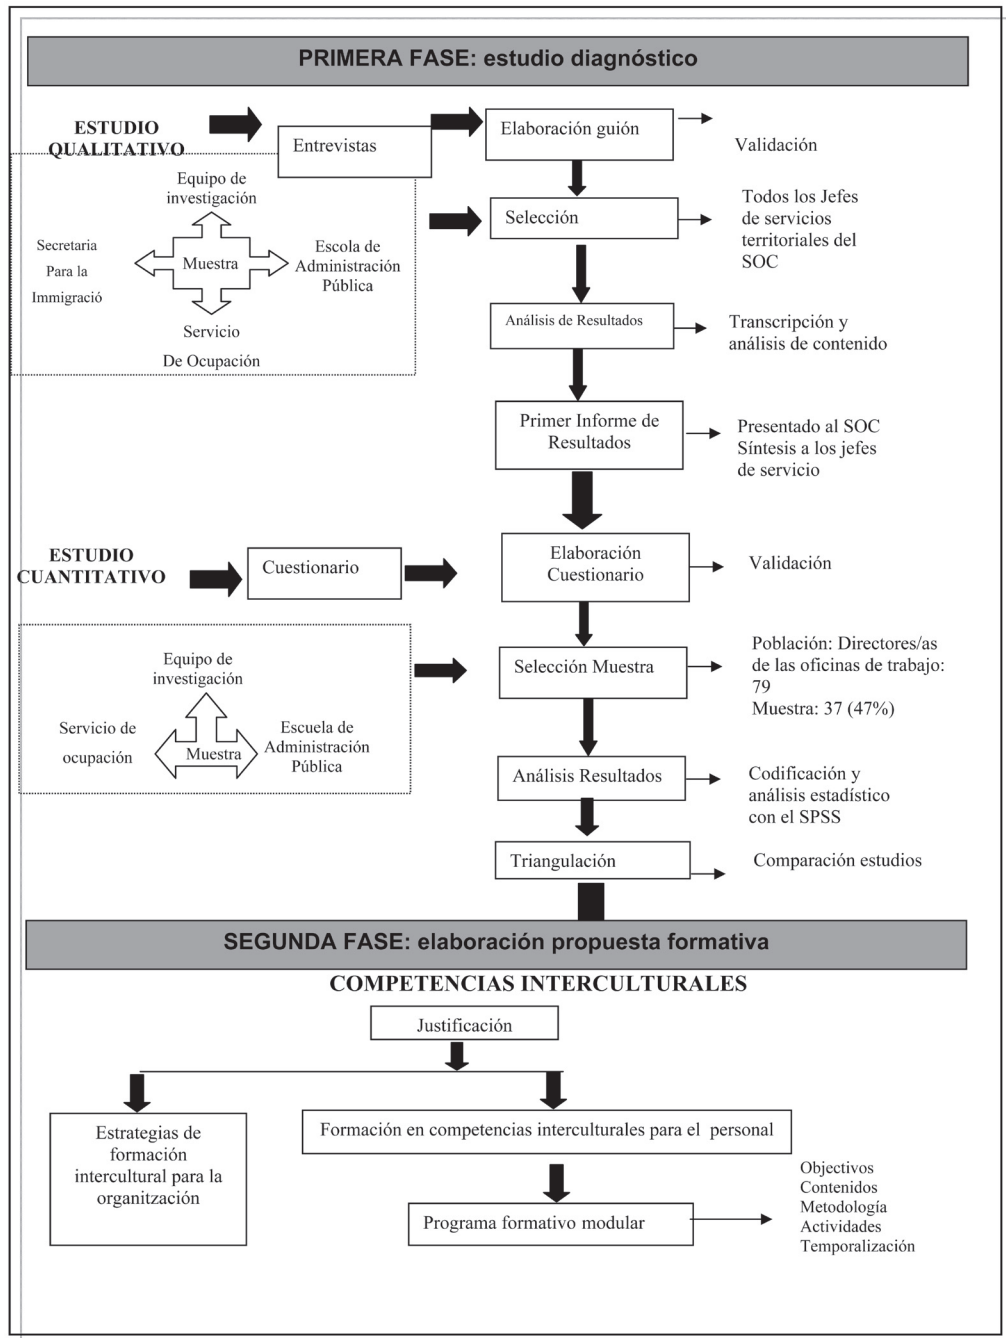 PRIMERA FASE: estudio diagnóstico
ESTUDIO
QUALITATIVO
Entrevistas
Elaboración guión
Validación
Equipo de
investigación
Secretaria
Para la
Immigració
Muestra
Escola de
Administración
Pública
Servicio
De Ocupación
Selección
Todos los Jefes
de servicios
territoriales del
SOC
Análisis de Resultados
Transcripción y
análisis de contenido
Primer Informe de
Resultados
Presentado al SOC
Síntesis a los jefes
de servicio
ESTUDIO
CUANTITATIVO
Cuestionario
Elaboración
Cuestionario
Validación
Equipo de
investigación
Servicio de
ocupación
Muestra
Escuela de
Administración
Pública
Selección Muestra
Población: Directores/as
de las oficinas de trabajo:
79
Muestra: 37 (47%)
Análisis Resultados
Codificación y
análisis estadístico
con el SPSS
Triangulación
Comparación estudios
SEGUNDA FASE: elaboración propuesta formativa
COMPETENCIAS INTERCULTURALES
Justificación
Estrategias de
formación
intercultural para la
organitzación
Formación en competencias interculturales para el personal
Programa formativo modular
Objectivos
Contenidos
Metodología
Actividades
Temporalización